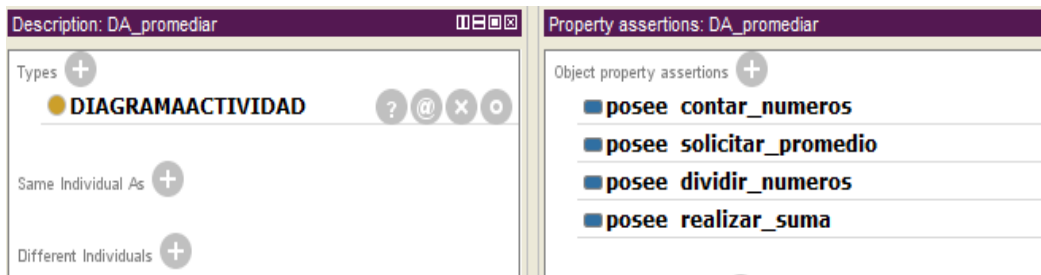 Description: DA_promediar
Types
DIAGRAMAACTIVIDAD
Same Individual As
Different Individuals
Property assertions: DA_promediar
Object property assertions
posee contar_numeros
posee solicitar_promedio
posee dividir_numeros
posee realizar_suma